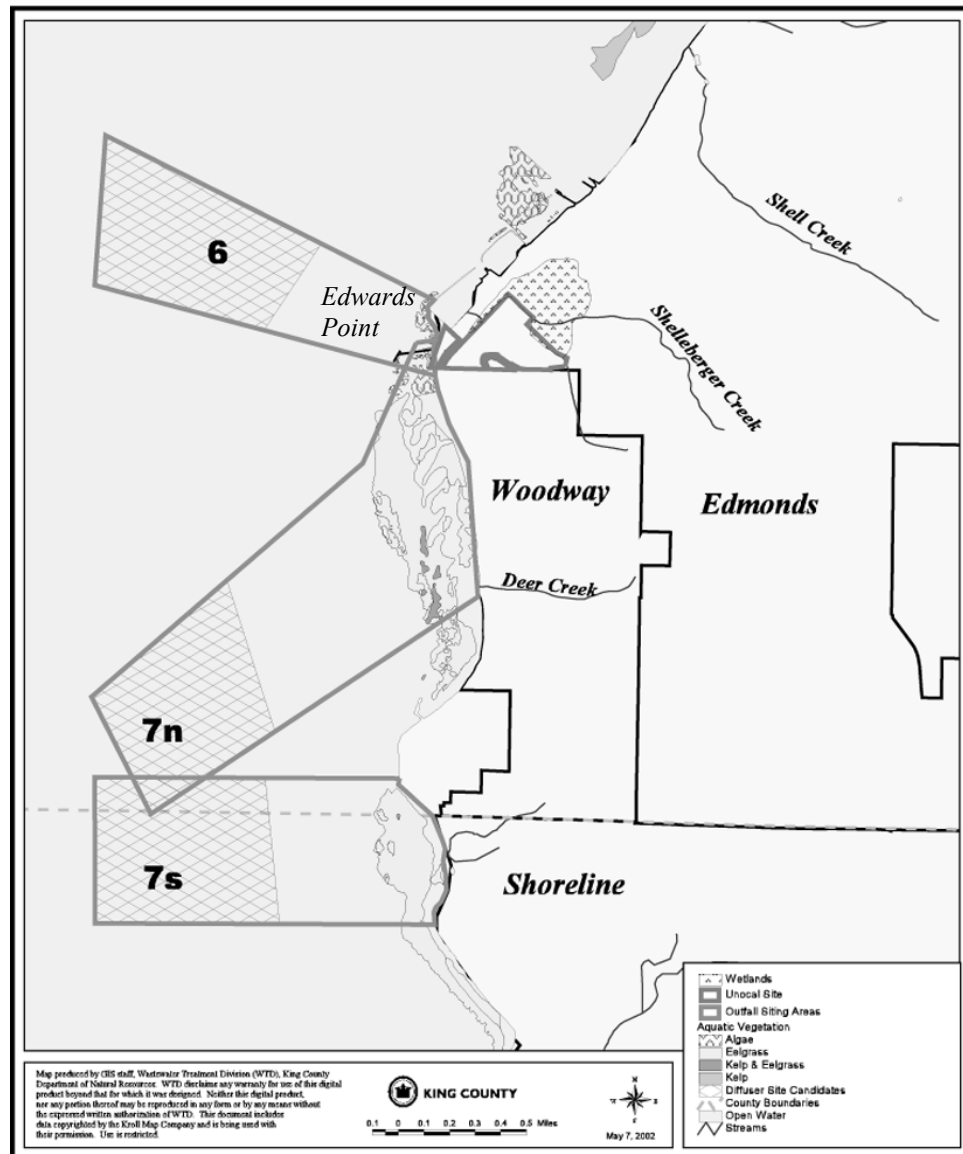 Shell Creek
6
Edwards
Point
Shelleberger Creek
Woodway
Edmonds
Deer Creek
7n
7s
Shoreline
Wetlands
Unocal Site
Outfall Siting Areas
Aquatic Vegetation
Algae
Eelgrass
Kelp & Eelgrass
Kelp
Diffuser Site Candidates
County Boundaries
Open Water
Streams
Map produced by GIS staff, Wastewater Treatment Division (WTD), King County
Department of Natural Resources. WTD disclaims any warranty for use of this digital
product beyond that for which it was designed. Neither this digital product,
nor any portion thereof may be reproduced in any form or by any means without
the expressed written authorization of WTD. This document includes
data copyrighted by the Kroll Map Company and is being used with
their permission. Use is restricted.
KING COUNTY
0.1 0 0.1 0.2 0.3 0.4 0.5 Miles
N
W E
S
May 7, 2002